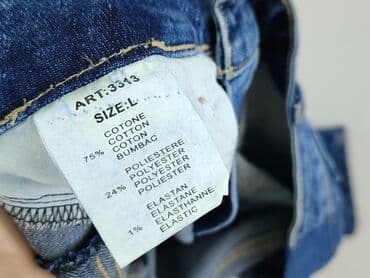 ART:3313
SIZE:L
COTONE
COTTON
75% COTON
BUMBAC
POLIESTERE
POLYESTER
24% POLYESTER
POLIESTER
ELASTAN
ELASTANE
ELASTHANNE
1% ELASTIC